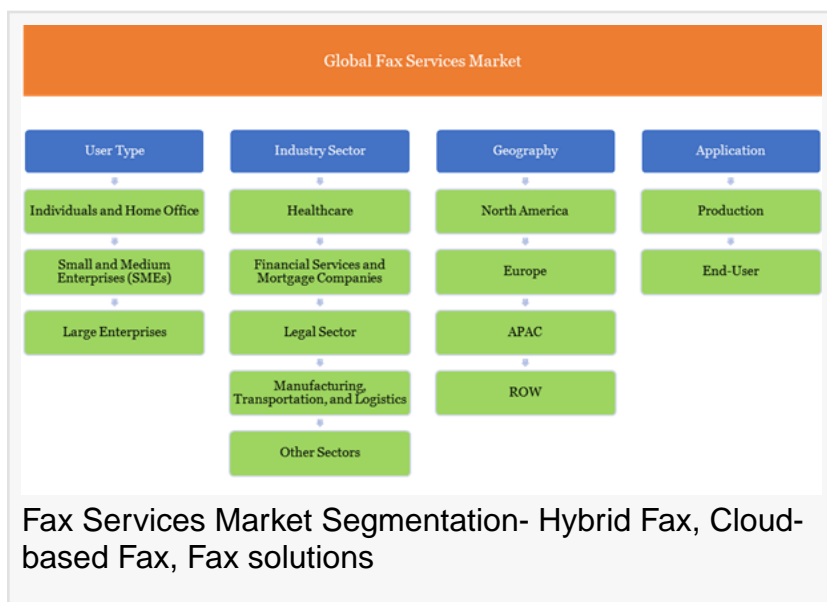 Global Fax Services Market
User Type
Individuals and Home Office
Small and Medium
Enterprises (SMEs)
Large Enterprises
Industry Sector
Healthcare
Financial Services and
Mortgage Companies
Legal Sector
Manufacturing,
Transportation, and Logistics
Other Sectors
Geography
North America
Europe
APAC
ROW
Application
Production
End-User
Fax Services Market Segmentation- Hybrid Fax, Cloud-
based Fax, Fax solutions